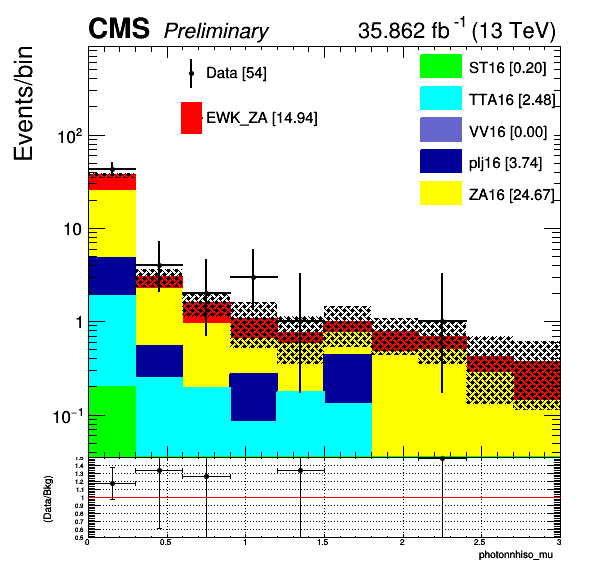 CMS Preliminary 35.862 fb⁻¹ (13 TeV)
Events/bin
Data [54]
EWK_ZA [14.94]
ST16 [0.20]
TTA16 [2.48]
VV16 [0.00]
plj16 [3.74]
ZA16 [24.67]
10²
10
1
10⁻¹
(Data/Bkg)
1.5
1.4
1.3
1.2
1.1
1
0.9
0.8
0.7
0.6
0.5
0 0.5 1 1.5 2 2.5 3
photonnhiso_mu